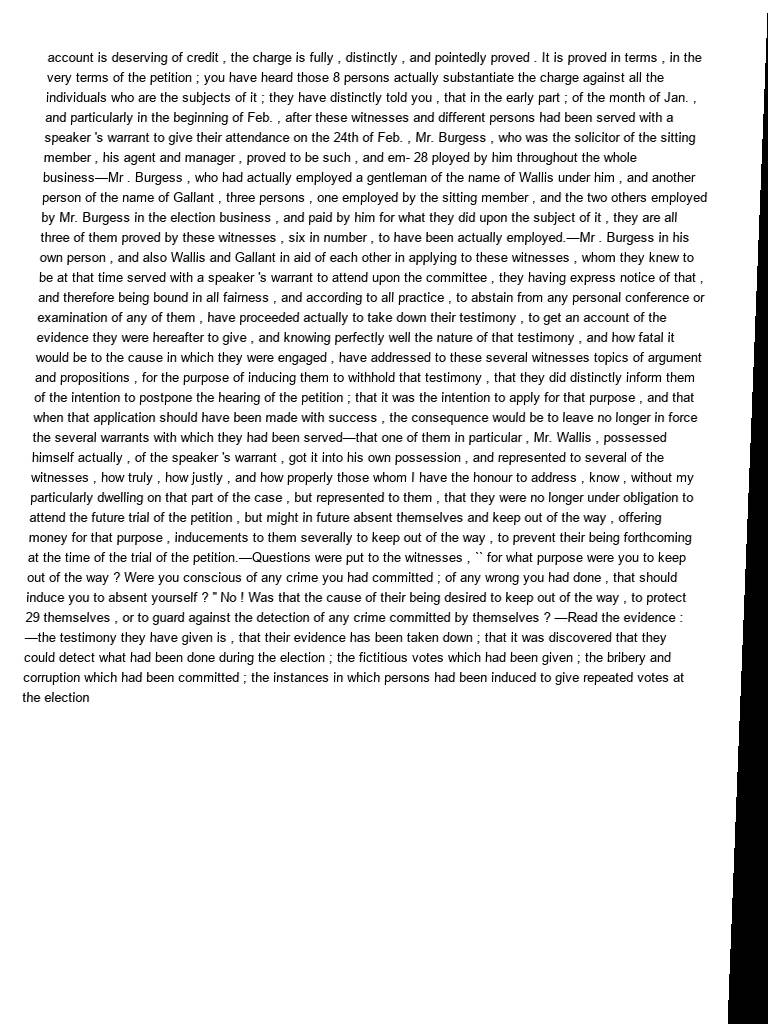 account is deserving of credit , the charge is fully , distinctly , and pointedly proved . It is proved in terms , in the
very terms of the petition ; you have heard those 8 persons actually substantiate the charge against all the
individuals who are the subjects of it ; they have distinctly told you , that in the early part ; of the month of Jan. ,
and particularly in the beginning of Feb. , after these witnesses and different persons had been served with a
speaker 's warrant to give their attendance on the 24th of Feb. , Mr. Burgess , who was the solicitor of the sitting
member , his agent and manager , proved to be such , and em- 28 ployed by him throughout the whole
business—Mr . Burgess , who had actually employed a gentleman of the name of Wallis under him , and another
person of the name of Gallant , three persons , one employed by the sitting member , and the two others employed
by Mr. Burgess in the election business , and paid by him for what they did upon the subject of it , they are all
three of them proved by these witnesses , six in number , to have been actually employed.—Mr . Burgess in his
own person , and also Wallis and Gallant in aid of each other in applying to these witnesses , whom they knew to
be at that time served with a speaker 's warrant to attend upon the committee , they having express notice of that ,
and therefore being bound in all fairness , and according to all practice , to abstain from any personal conference or
examination of any of them , have proceeded actually to take down their testimony , to get an account of the
evidence they were hereafter to give , and knowing perfectly well the nature of that testimony , and how fatal it
would be to the cause in which they were engaged , have addressed to these several witnesses topics of argument
and propositions , for the purpose of inducing them to withhold that testimony , that they did distinctly inform them
of the intention to postpone the hearing of the petition ; that it was the intention to apply for that purpose , and that
when that application should have been made with success , the consequence would be to leave no longer in force
the several warrants with which they had been served—that one of them in particular , Mr. Wallis , possessed
himself actually , of the speaker 's warrant , got it into his own possession , and represented to several of the
witnesses , how truly , how justly , and how properly those whom I have the honour to address , know , without my
particularly dwelling on that part of the case , but represented to them , that they were no longer under obligation to
attend the future trial of the petition , but might in future absent themselves and keep out of the way , offering
money for that purpose , inducements to them severally to keep out of the way , to prevent their being forthcoming
at the time of the trial of the petition.—Questions were put to the witnesses , `` for what purpose were you to keep
out of the way ? Were you conscious of any crime you had committed ; of any wrong you had done , that should
induce you to absent yourself ? " No ! Was that the cause of their being desired to keep out of the way , to protect
29 themselves , or to guard against the detection of any crime committed by themselves ? —Read the evidence :
—the testimony they have given is , that their evidence has been taken down ; that it was discovered that they
could detect what had been done during the election ; the fictitious votes which had been given ; the bribery and
corruption which had been committed ; the instances in which persons had been induced to give repeated votes at
the election